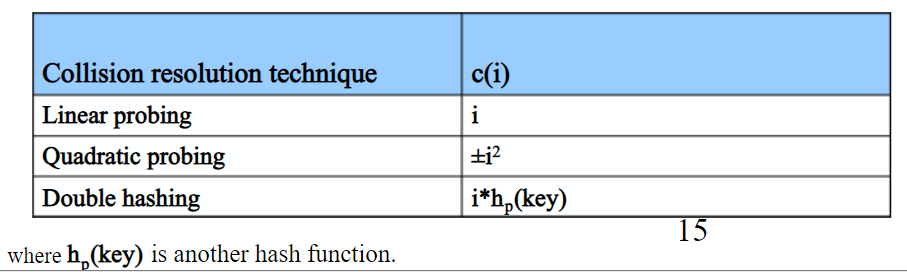 Collision resolution technique c(i)
Linear probing i
Quadratic probing ±i²
Double hashing i*hₚ(key)
15
where hₚ(key) is another hash function.